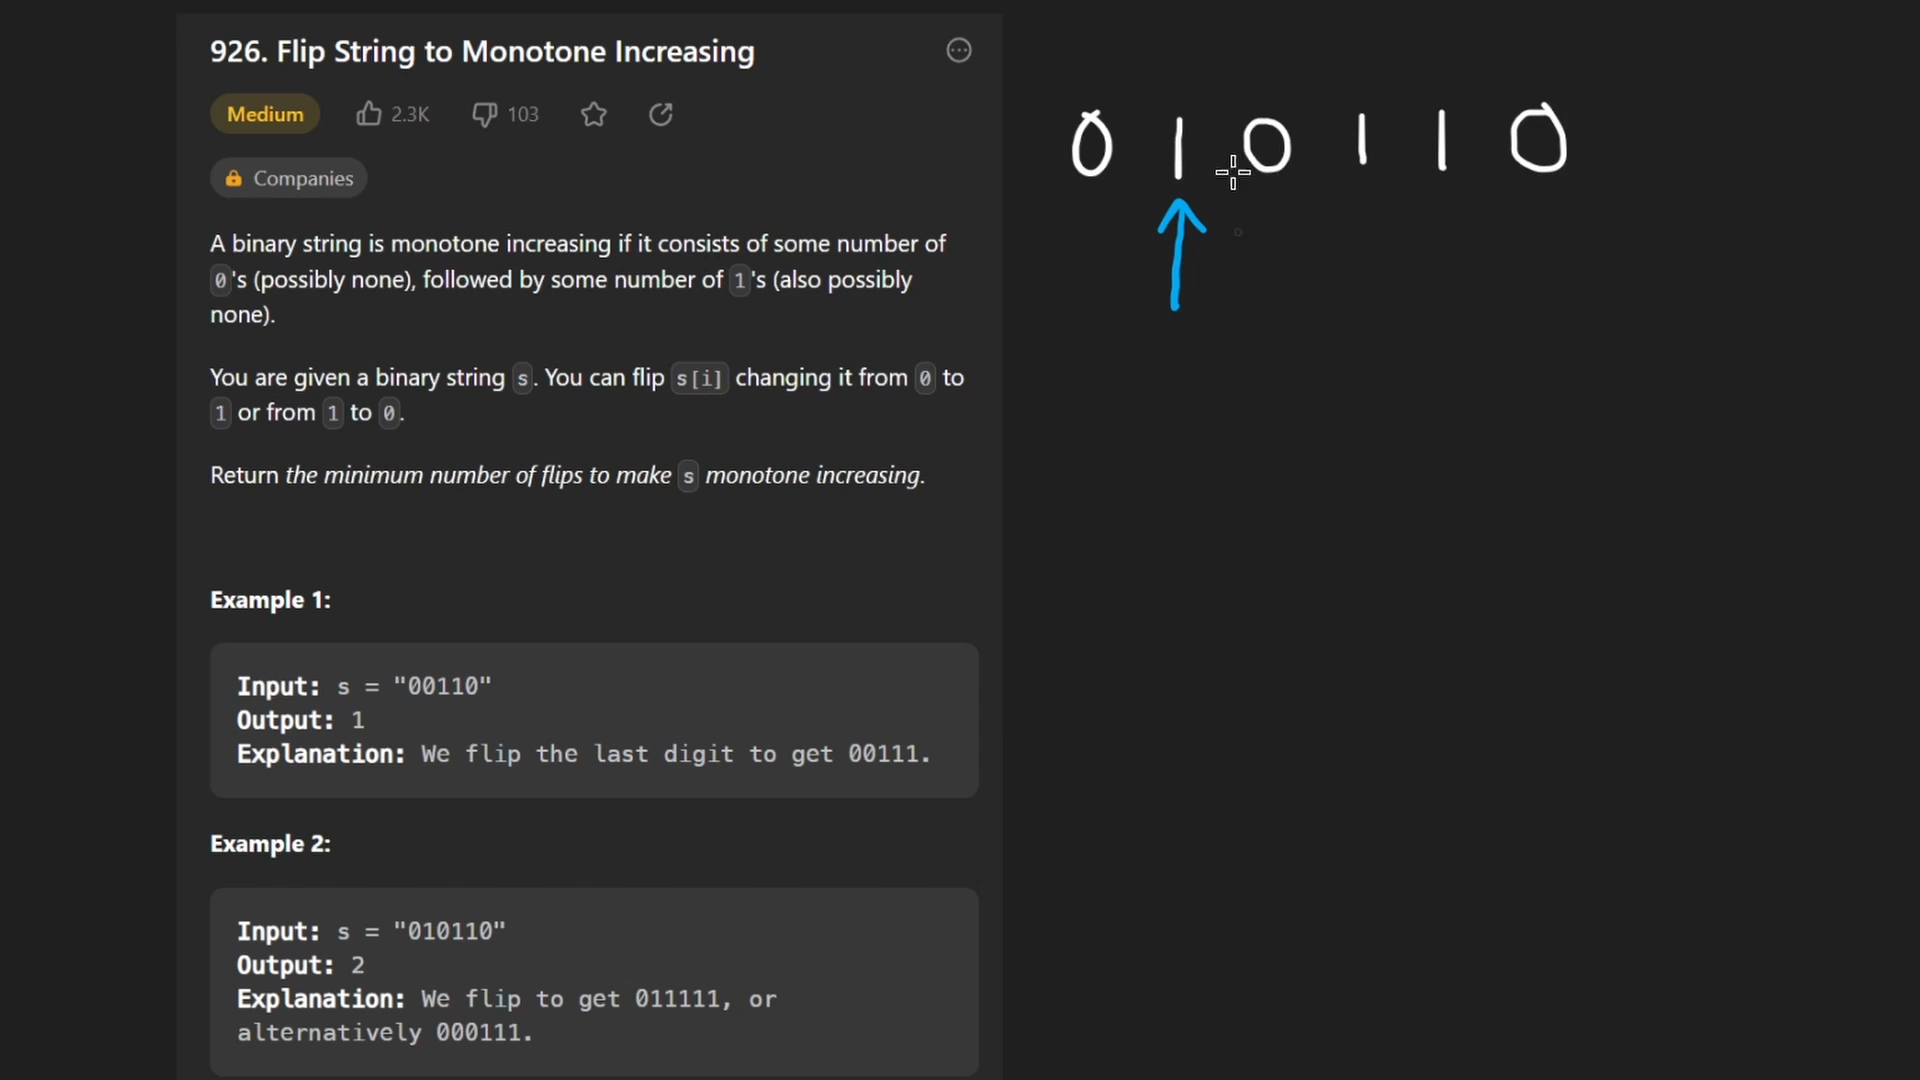 926. Flip String to Monotone Increasing
Medium 2.3K 103
Companies
A binary string is monotone increasing if it consists of some number of
0's (possibly none), followed by some number of 1's (also possibly
none).
You are given a binary string s. You can flip s[i] changing it from 0 to
1 or from 1 to 0.
Return the minimum number of flips to make s monotone increasing.
Example 1:
Input: s = "00110"
Output: 1
Explanation: We flip the last digit to get 00111.
Example 2:
Input: s = "010110"
Output: 2
Explanation: We flip to get 011111, or
alternatively 000111.
0 1 0 1 1 0